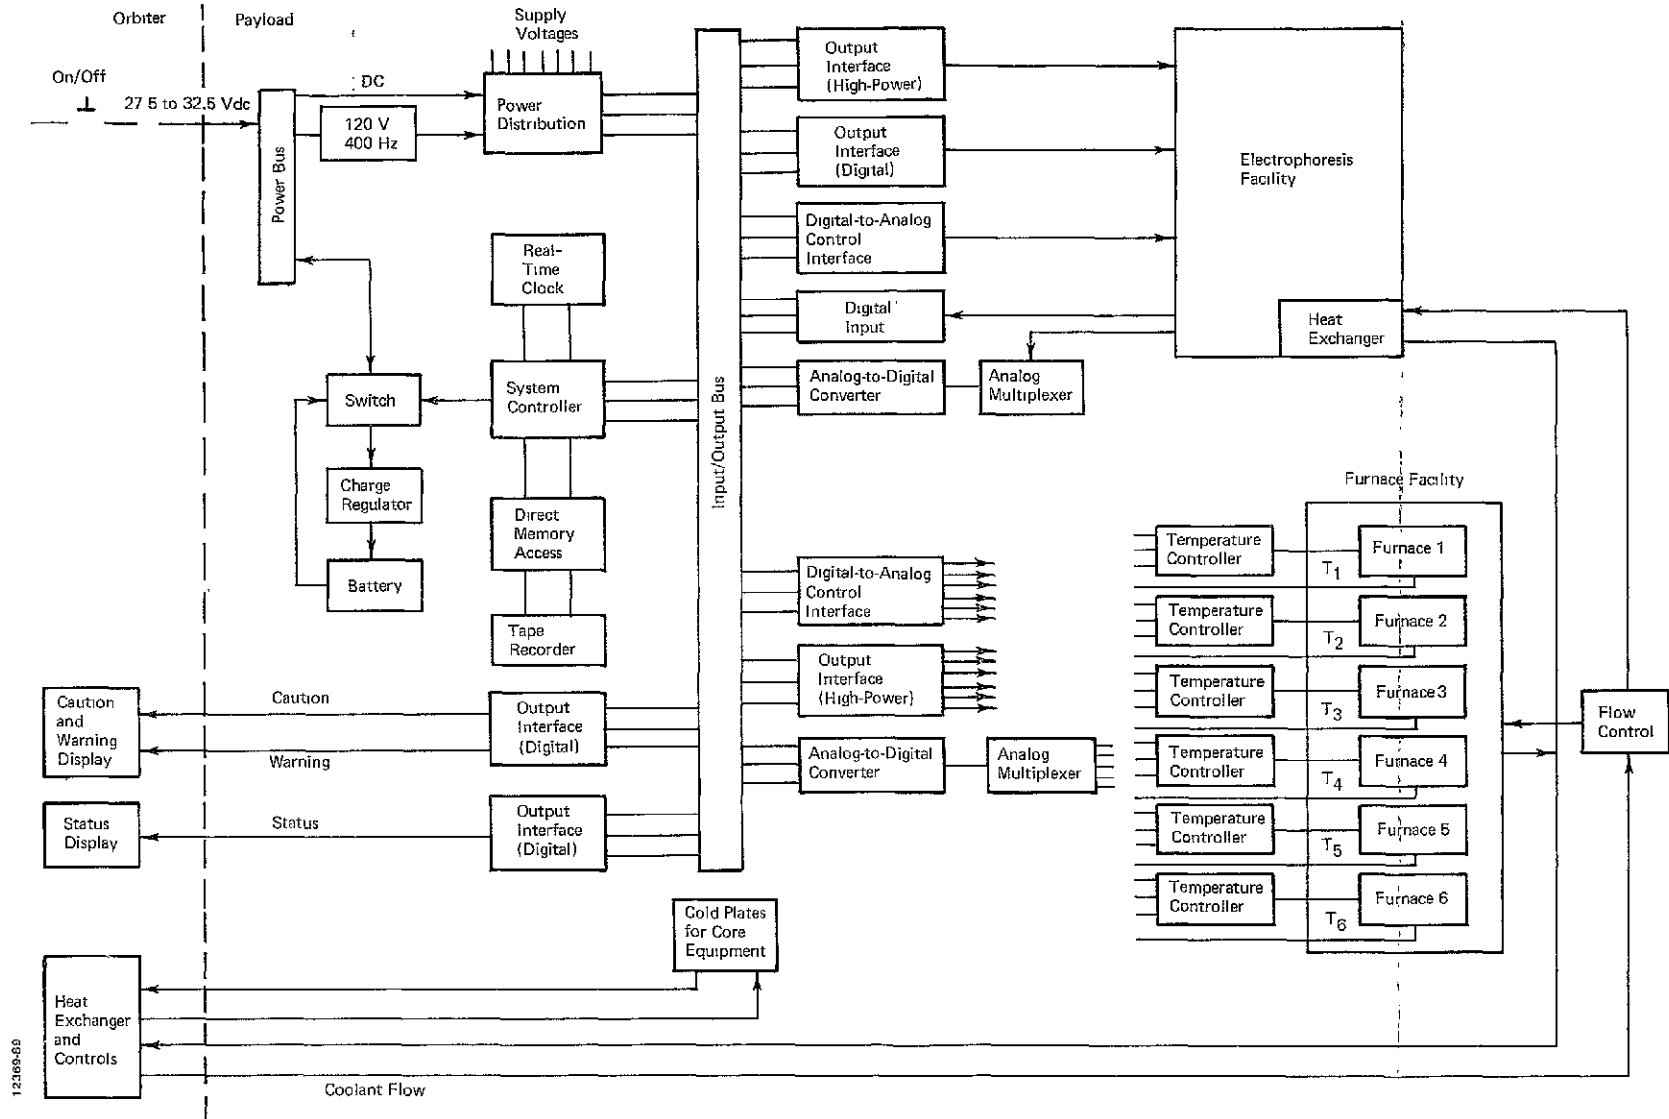 Orbiter
Payload
Supply
Voltages
On/Off
27 5 to 32.5 Vdc
DC
120 V
400 Hz
Power
Distribution
Power Bus
Output
Interface
(High-Power)
Output
Interface
(Digital)
Digital-to-Analog
Control
Interface
Digital
Input
Analog-to-Digital
Converter
Analog
Multiplexer
Electrophoresis
Facility
Heat
Exchanger
Real-
Time
Clock
System
Controller
Switch
Charge
Regulator
Battery
Direct
Memory
Access
Tape
Recorder
Input/Output Bus
Digital-to-Analog
Control
Interface
Output
Interface
(High-Power)
Analog-to-Digital
Converter
Analog
Multiplexer
Furnace Facility
Temperature
Controller
T1
Furnace 1
Temperature
Controller
T2
Furnace 2
Temperature
Controller
T3
Furnace 3
Temperature
Controller
T4
Furnace 4
Temperature
Controller
T5
Furnace 5
Temperature
Controller
T6
Furnace 6
Flow
Control
Caution
and
Warning
Display
Caution
Warning
Output
Interface
(Digital)
Status
Display
Status
Output
Interface
(Digital)
Cold Plates
for Core
Equipment
Heat
Exchanger
and
Controls
Coolant Flow
12369-89